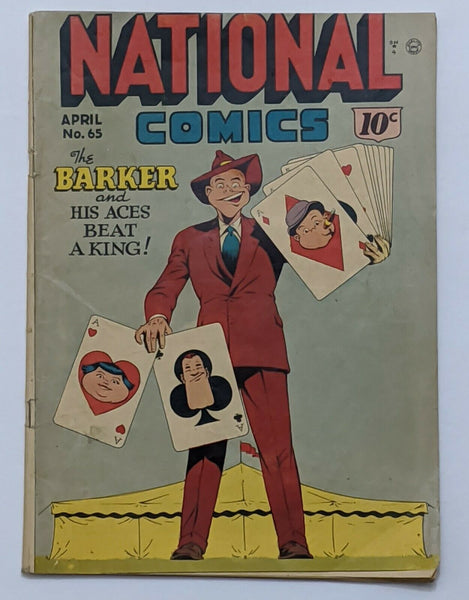 NATIONAL
COMICS
APRIL
No. 65
10¢
The
BARKER
and
HIS ACES
BEAT
A KING!
A
A
A
A
A